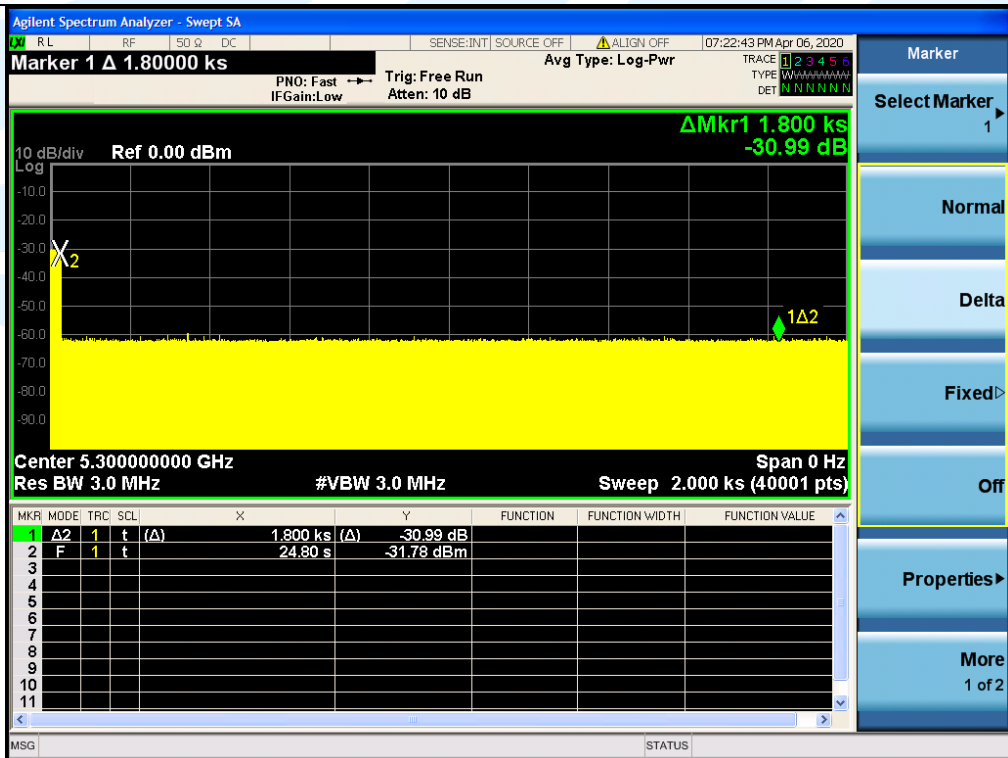 Agilent Spectrum Analyzer - Swept SA
LXI RL RF 50 Ω DC SENSE:INT SOURCE OFF ALIGN OFF 07:22:43 PM Apr 06, 2020
Marker 1 Δ 1.80000 ks
Avg Type: Log-Pwr
TRACE 1 2 3 4 5 6
TYPE WWWWWW
DET N N N N N N
PNO: Fast
IFGain:Low
Trig: Free Run
Atten: 10 dB
ΔMkr1 1.800 ks
-30.99 dB
10 dB/div Ref 0.00 dBm
Log
-10.0
-20.0
-30.0
-40.0
-50.0
-60.0
-70.0
-80.0
-90.0
2
1Δ2
Center 5.300000000 GHz Span 0 Hz
Res BW 3.0 MHz #VBW 3.0 MHz Sweep 2.000 ks (40001 pts)
MKR MODE TRC SCL X Y FUNCTION FUNCTION WIDTH FUNCTION VALUE
1 Δ2 1 t (Δ) 1.800 ks (Δ) -30.99 dB
2 F 1 t 24.80 s -31.78 dBm
3
4
5
6
7
8
9
10
11
MSG STATUS
Marker
Select Marker
1
Normal
Delta
Fixed
Off
Properties
More
1 of 2